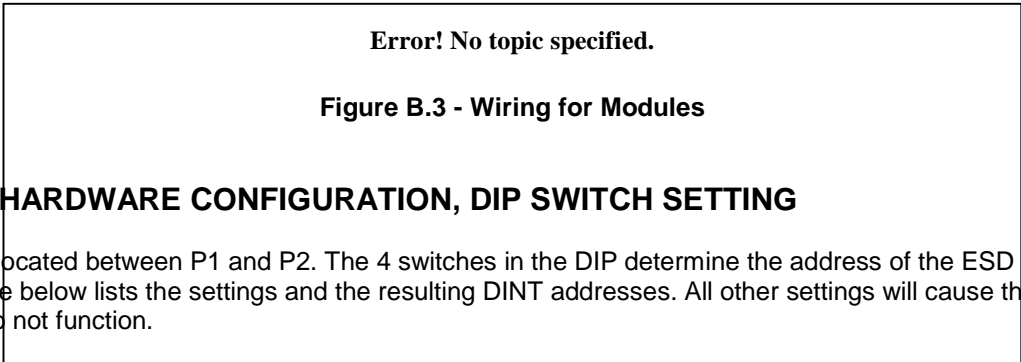 Error! No topic specified.
Figure B.3 - Wiring for Modules
HARDWARE CONFIGURATION, DIP SWITCH SETTING
ocated between P1 and P2. The 4 switches in the DIP determine the address of the ESD
e below lists the settings and the resulting DINT addresses. All other settings will cause th
not function.